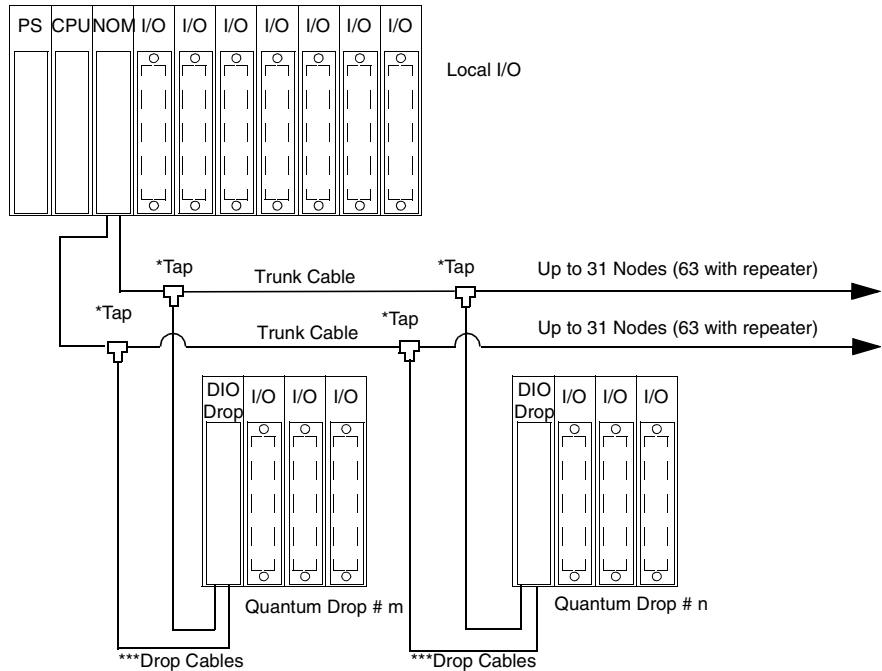 PS CPU NOM I/O I/O I/O I/O I/O I/O I/O
Local I/O
*Tap
Trunk Cable
*Tap
Up to 31 Nodes (63 with repeater)
*Tap
Trunk Cable
*Tap
Up to 31 Nodes (63 with repeater)
DIO Drop I/O I/O I/O
DIO Drop I/O I/O I/O
Quantum Drop # m
Quantum Drop # n
***Drop Cables
***Drop Cables